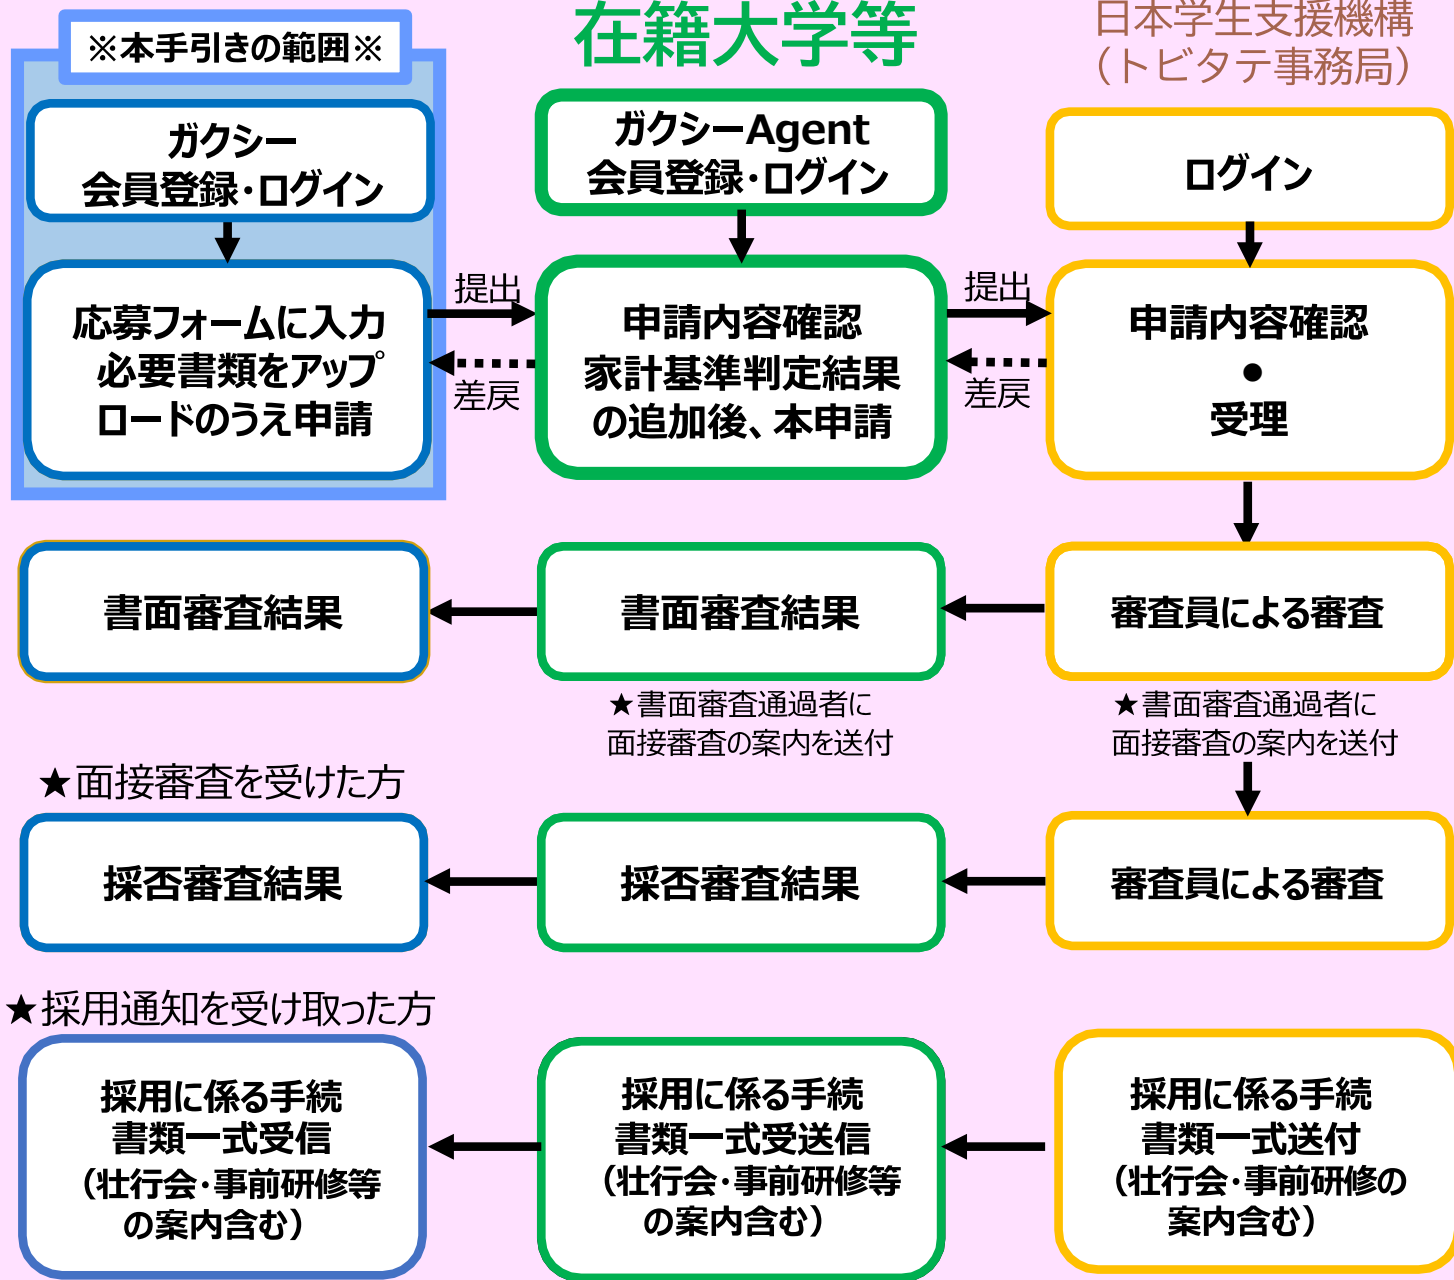 ※本手引きの範囲※
在籍大学等
日本学生支援機構
（トビタテ事務局）
ガクシー
会員登録・ログイン
ガクシーAgent
会員登録・ログイン
ログイン
応募フォームに入力
必要書類をアップ
ロードのうえ申請
提出
差戻
申請内容確認
家計基準判定結果
の追加後、本申請
提出
差戻
申請内容確認
●
受理
書面審査結果
書面審査結果
審査員による審査
★書面審査通過者に
面接審査の案内を送付
★書面審査通過者に
面接審査の案内を送付
★面接審査を受けた方
採否審査結果
採否審査結果
審査員による審査
★採用通知を受け取った方
採用に係る手続
書類一式受信
（壮行会・事前研修等
の案内含む）
採用に係る手続
書類一式受送信
（壮行会・事前研修等
の案内含む）
採用に係る手続
書類一式送付
（壮行会・事前研修の
案内含む）